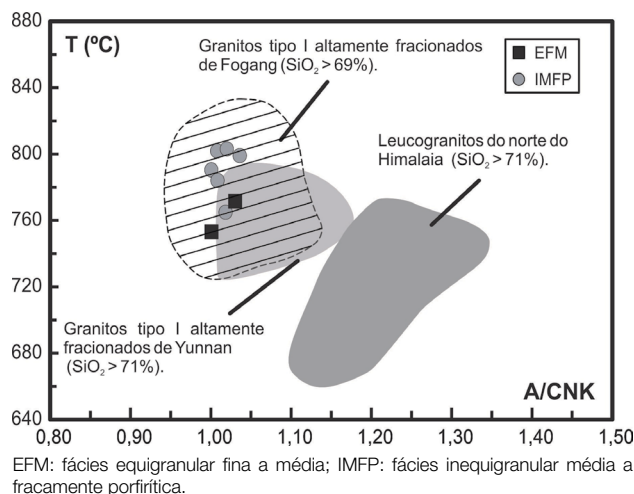 880
840
800
760
720
680
640
T (ºC)
Granitos tipo I altamente fracionados
de Fogang (SiO₂ > 69%).
EFM
IMFP
Leucogranitos do norte do
Himalaia (SiO₂ > 71%).
Granitos tipo I altamente
fracionados de Yunnan
(SiO₂ > 71%).
A/CNK
0,80 0,90 1,00 1,10 1,20 1,30 1,40 1,50
EFM: fácies equigranular fina a média; IMFP: fácies inequigranular média a
fracamente porfirítica.